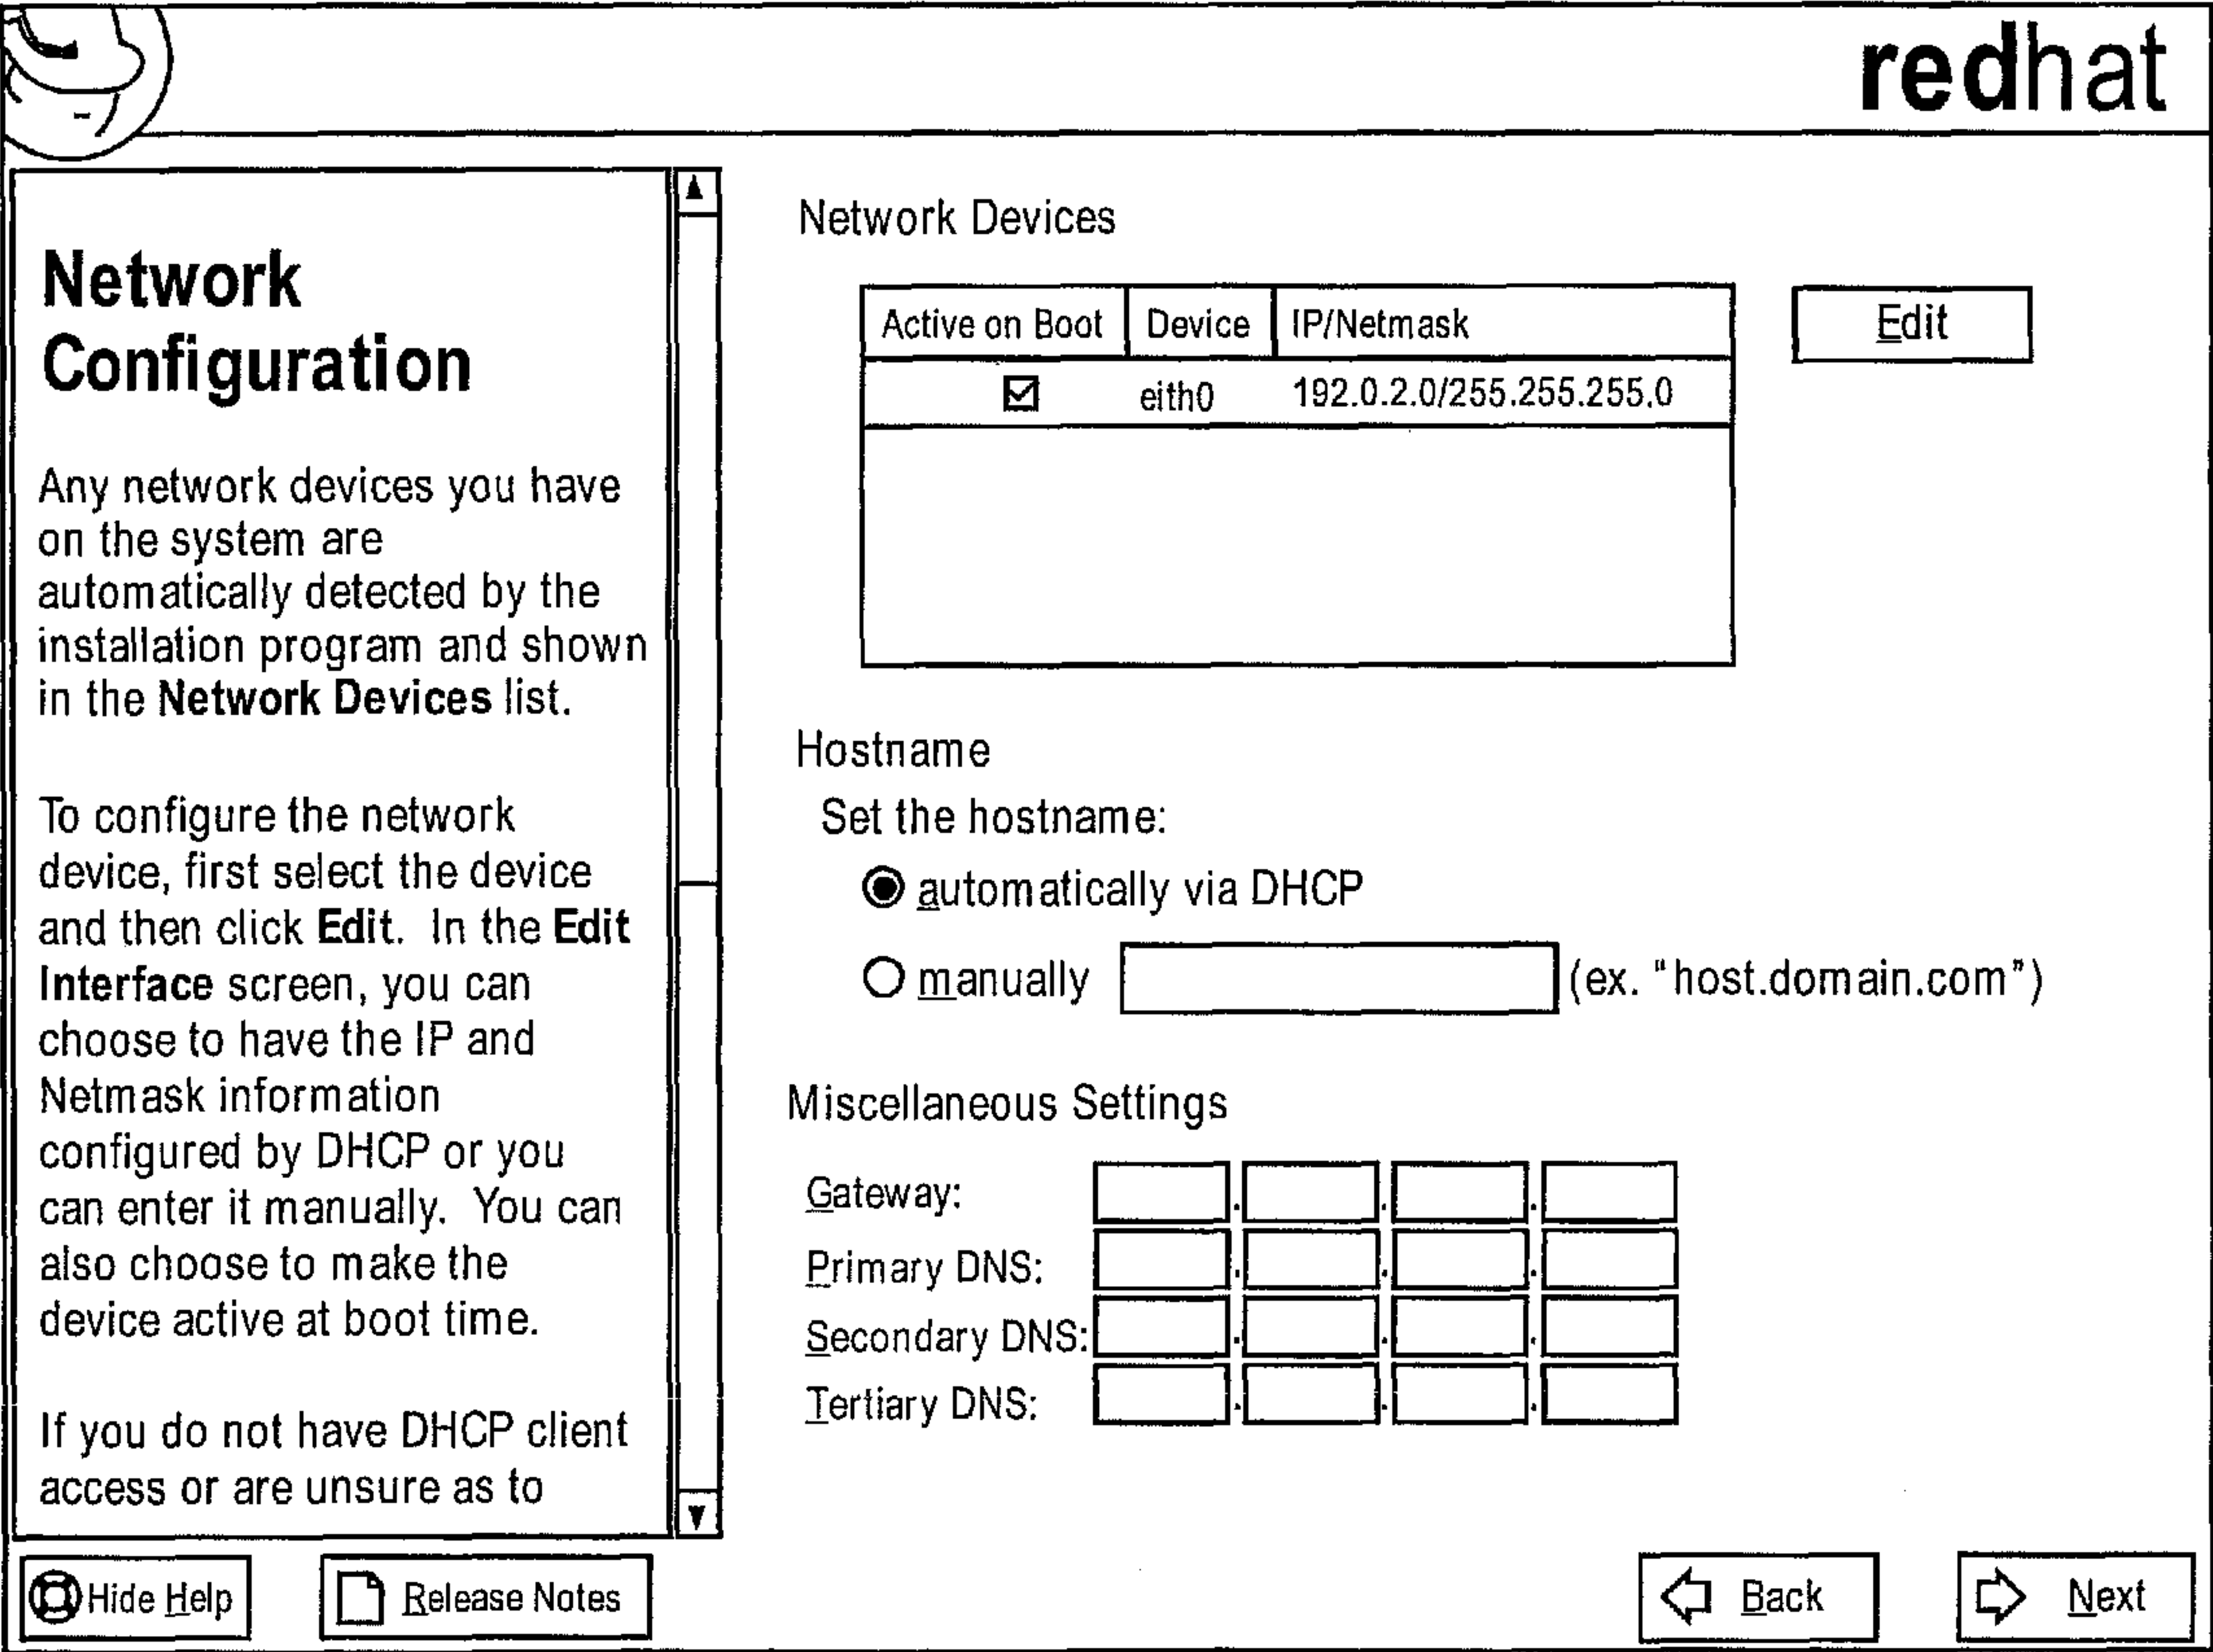 redhat
Network
Configuration
Any network devices you have
on the system are
automatically detected by the
installation program and shown
in the Network Devices list.
To configure the network
device, first select the device
and then click Edit. In the Edit
Interface screen, you can
choose to have the IP and
Netmask information
configured by DHCP or you
can enter it manually. You can
also choose to make the
device active at boot time.
If you do not have DHCP client
access or are unsure as to
Network Devices
Active on Boot Device IP/Netmask
eith0 192.0.2.0/255.255.255.0
Edit
Hostname
Set the hostname:
automatically via DHCP
manually (ex. "host.domain.com")
Miscellaneous Settings
Gateway:
Primary DNS:
Secondary DNS:
Tertiary DNS:
Hide Help
Release Notes
Back
Next